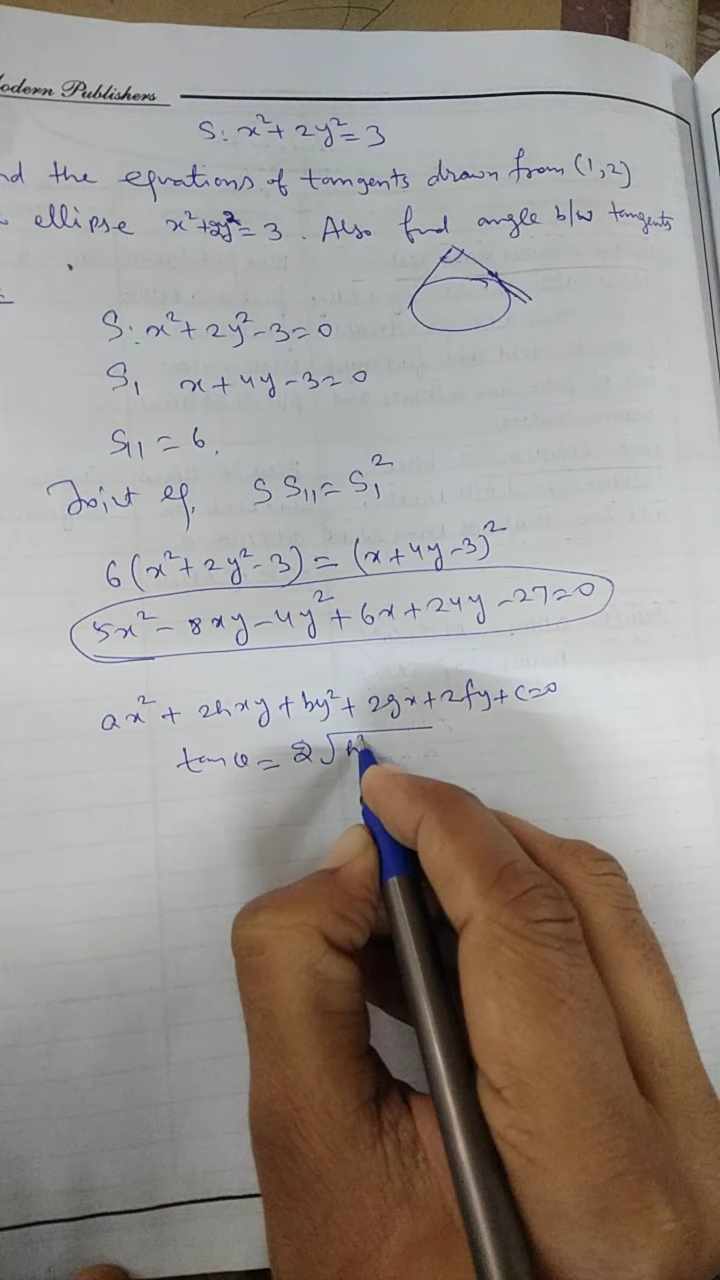 Modern Publishers
S: x² + 2y² = 3
nd the equations of tangents drawn from (1,2)
ellipse x²+2y²=3. Also find angle b/w tangents
S: x² + 2y² - 3 = 0
S₁ x + 4y - 3 = 0
S₁₁ = 6.
Joint eq. S S₁₁ = S₁²
6(x² + 2y² - 3) = (x + 4y - 3)²
5x² - 8xy - 4y² + 6x + 24y - 27 = 0
ax² + 2hxy + by² + 2gx + 2fy + c = 0
tan θ = 2√h